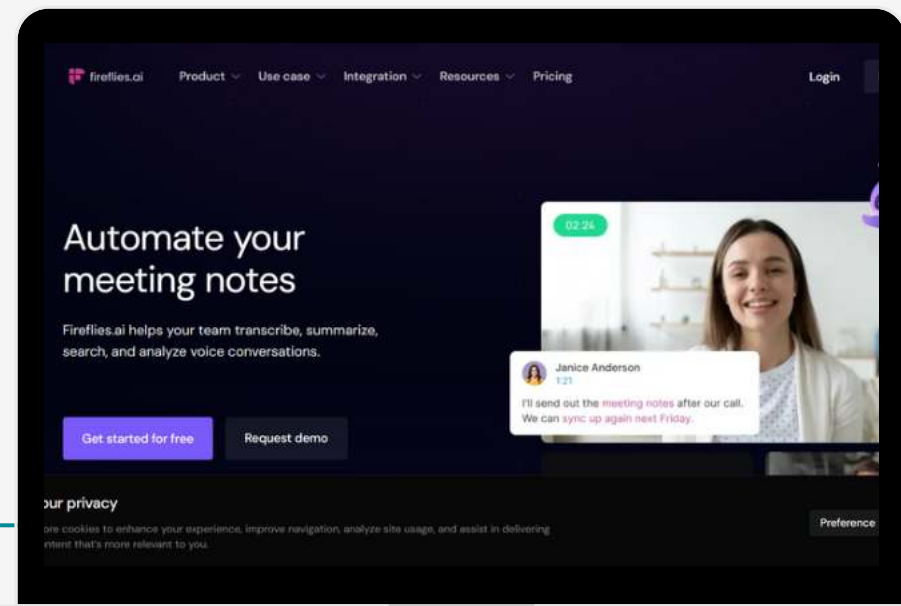 fireflies.ai Product Use case Integration Resources Pricing Login
02:24
Automate your
meeting notes
Fireflies.ai helps your team transcribe, summarize,
search, and analyze voice conversations.
Janice Anderson
1:21
I'll send out the meeting notes after our call.
We can sync up again next Friday.
Get started for free Request demo
our privacy
ore cookies to enhance your experience, improve navigation, analyze site usage, and assist in delivering
ntent that's more relevant to you.
Preference